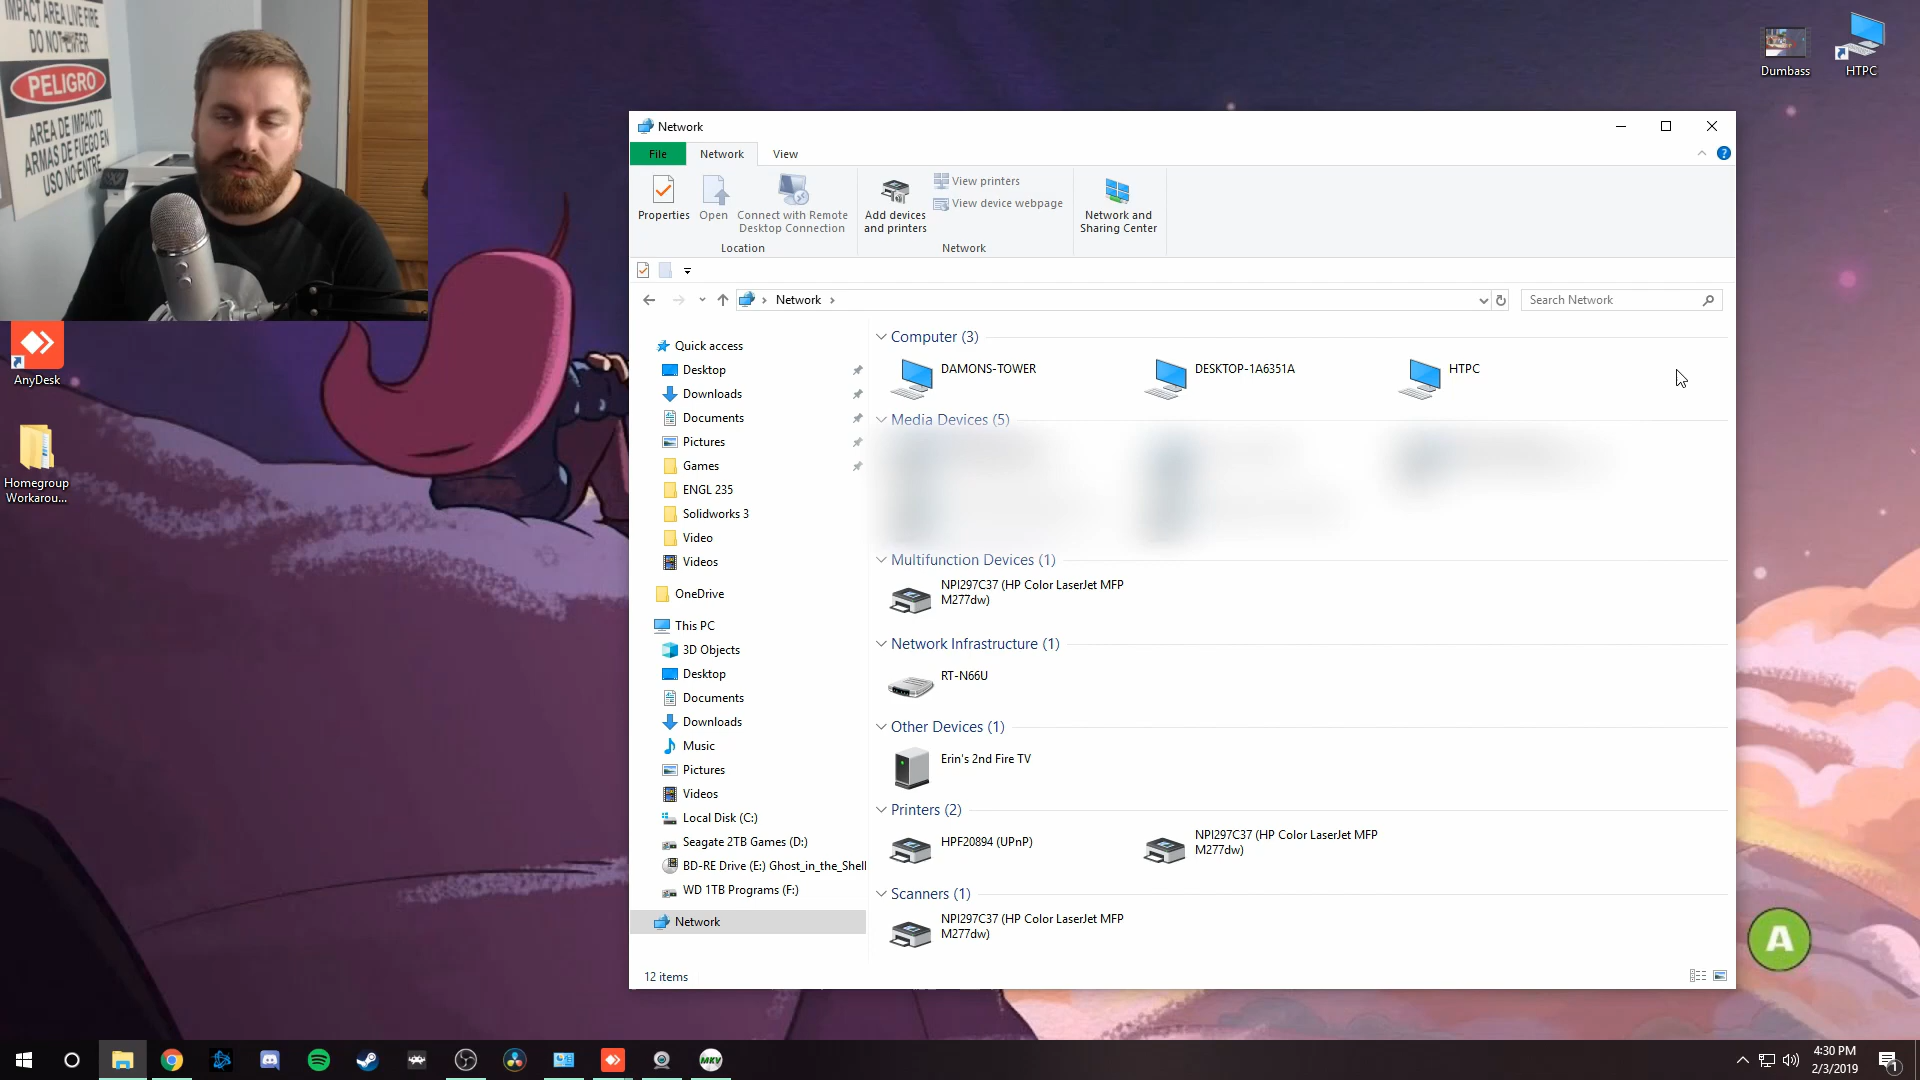 IMPACT AREA LIVE FIRE
DO NOT ENTER
PELIGRO
AREA DE IMPACTO
ARMAS DE FUEGO EN
USO NO ENTRE
Dumbass
HTPC
AnyDesk
Homegroup
Workarou...
Network
File
Network
View
Properties
Open
Connect with Remote
Desktop Connection
Location
Add devices
and printers
View printers
View device webpage
Network
Network and
Sharing Center
Network
Search Network
Quick access
Desktop
Downloads
Documents
Pictures
Games
ENGL 235
Solidworks 3
Video
Videos
OneDrive
This PC
3D Objects
Desktop
Documents
Downloads
Music
Pictures
Videos
Local Disk (C:)
Seagate 2TB Games (D:)
BD-RE Drive (E:) Ghost_in_the_Shell
WD 1TB Programs (F:)
Network
Computer (3)
DAMONS-TOWER
DESKTOP-1A6351A
HTPC
Media Devices (5)
Multifunction Devices (1)
NPI297C37 (HP Color LaserJet MFP
M277dw)
Network Infrastructure (1)
RT-N66U
Other Devices (1)
Erin's 2nd Fire TV
Printers (2)
HPF20894 (UPnP)
NPI297C37 (HP Color LaserJet MFP
M277dw)
Scanners (1)
NPI297C37 (HP Color LaserJet MFP
M277dw)
12 items
A
MKV
4:30 PM
2/3/2019
1